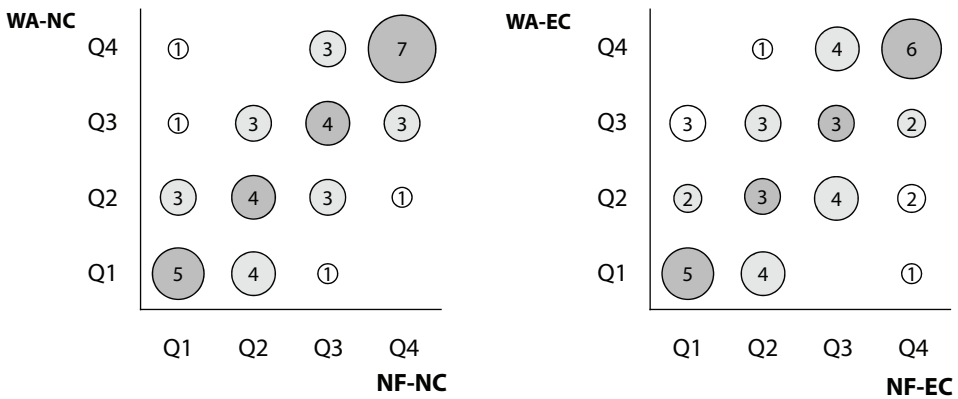 WA-NC
Q4 1 3 7
Q3 1 3 4 3
Q2 3 4 3 1
Q1 5 4 1
Q1 Q2 Q3 Q4
NF-NC
WA-EC
Q4 1 4 6
Q3 3 3 3 2
Q2 2 3 4 2
Q1 5 4 1
Q1 Q2 Q3 Q4
NF-EC